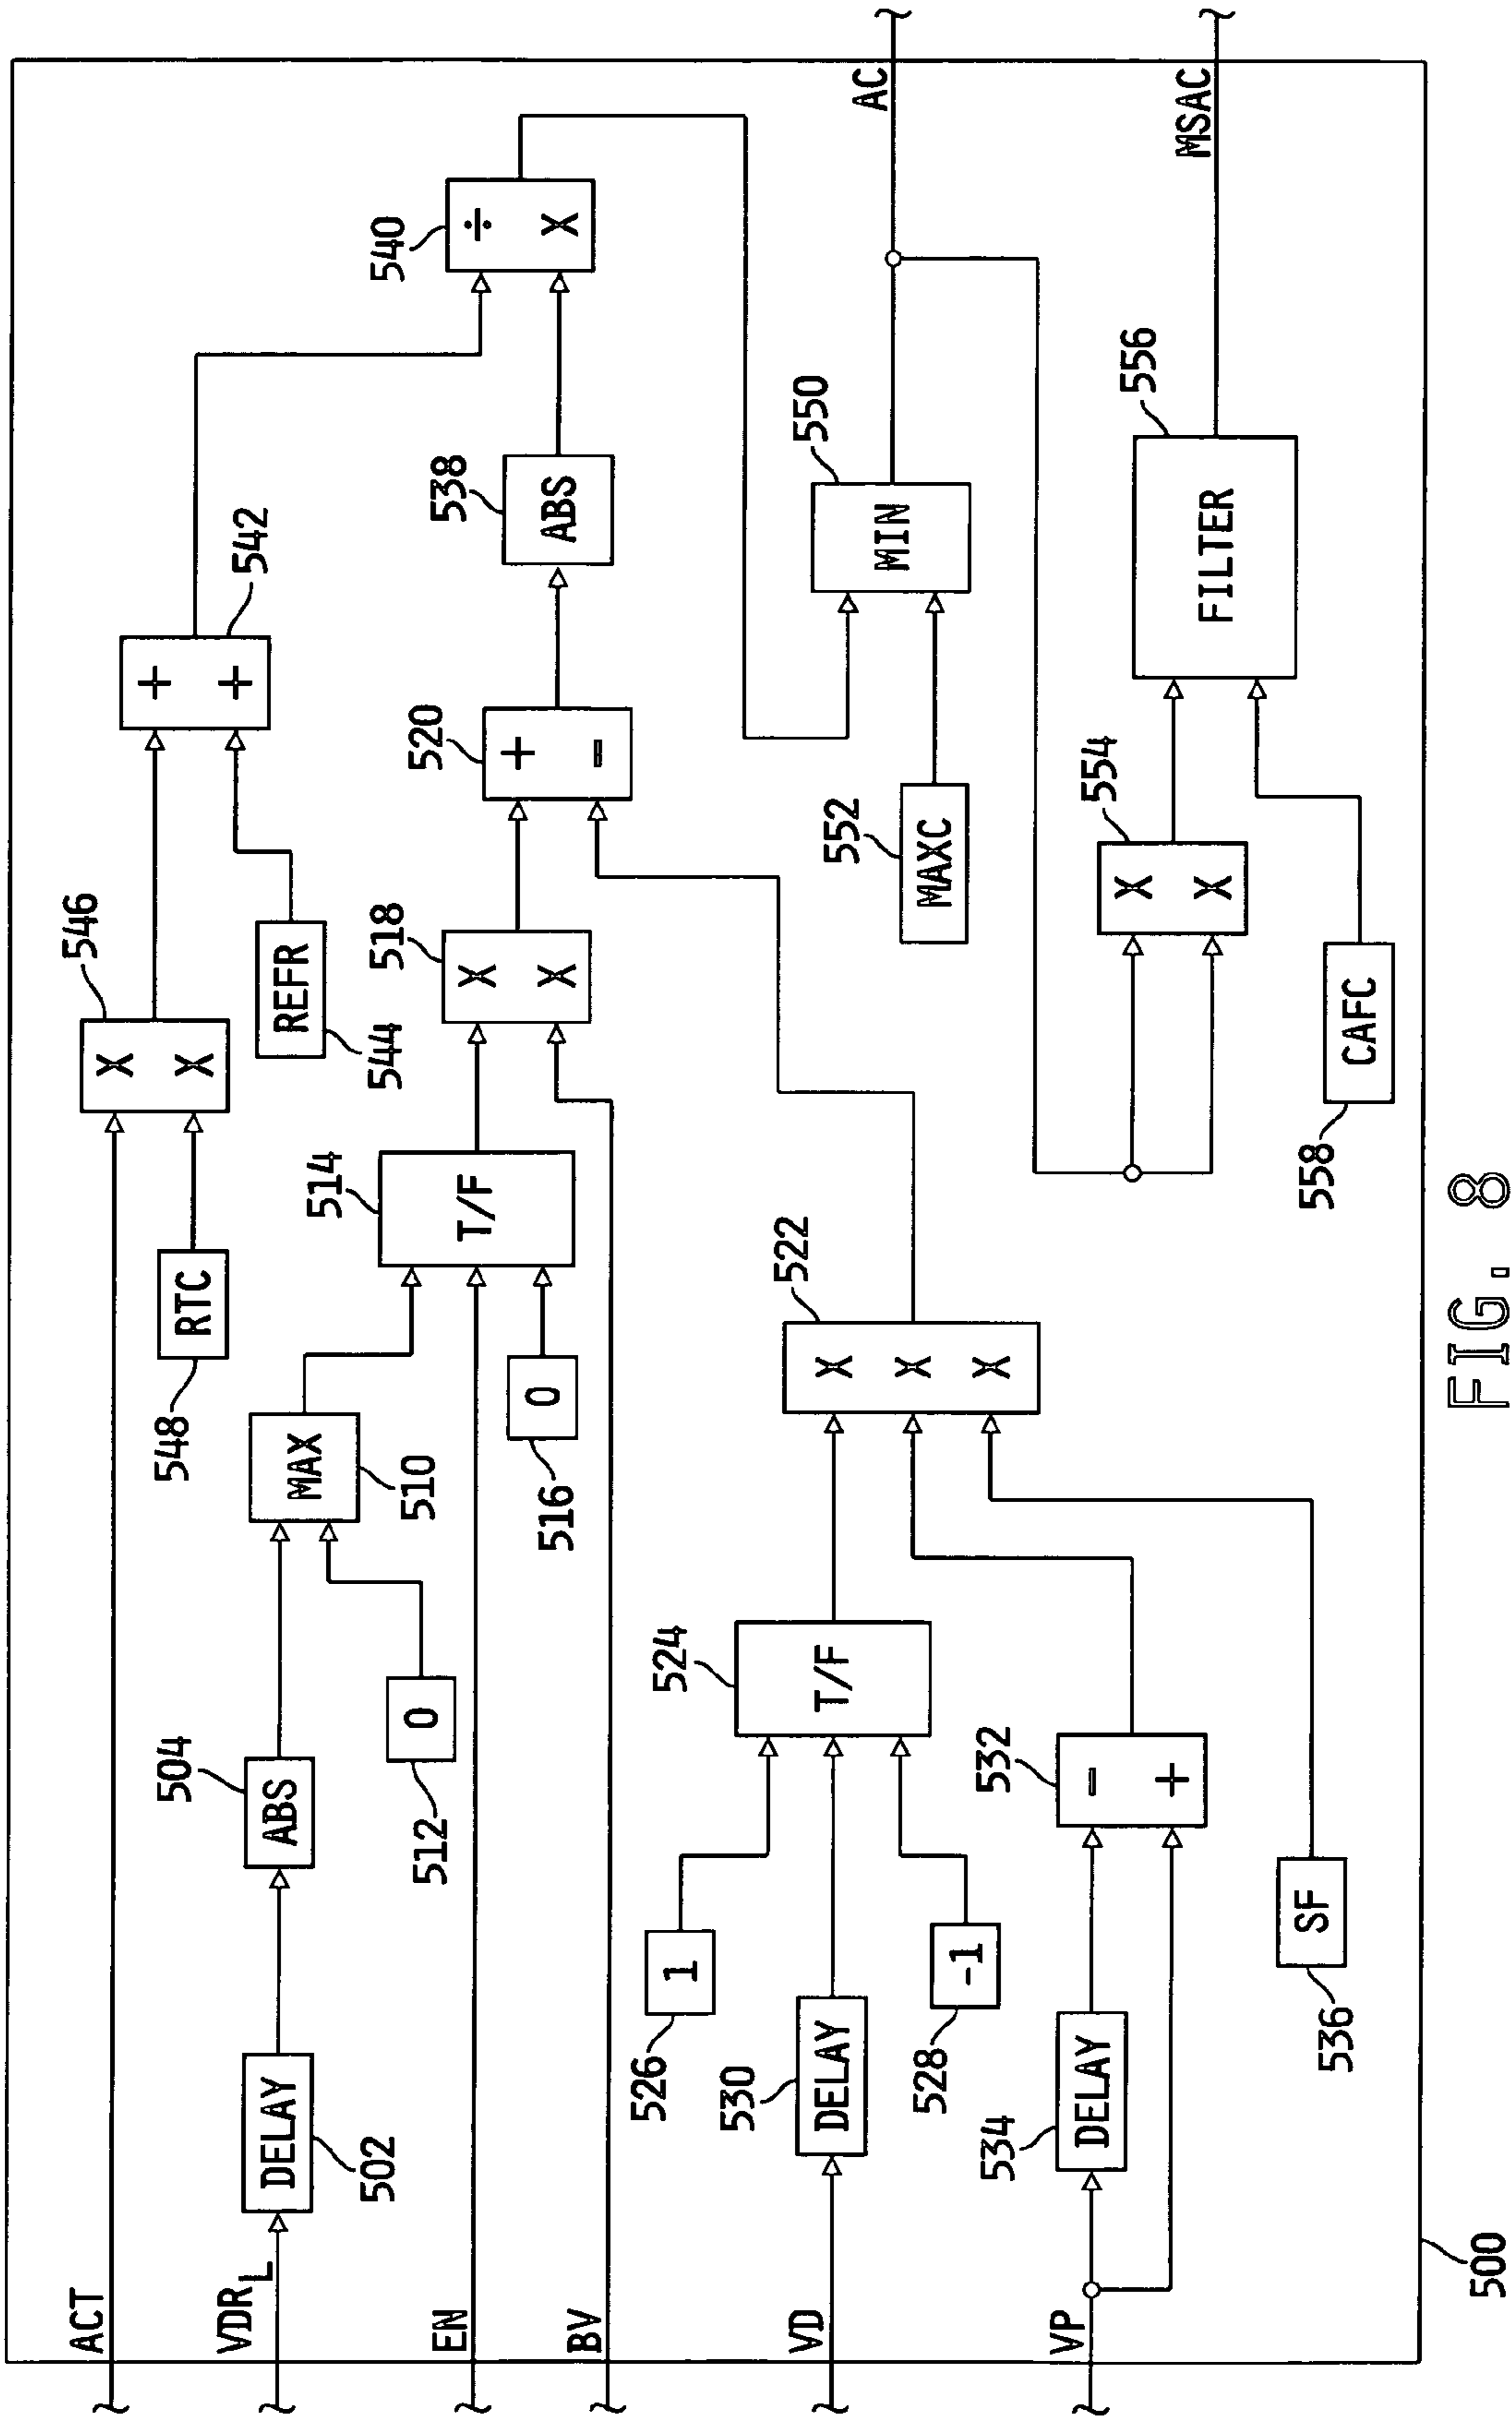 ACT
VDR_L
EN
BV
VD
VP
AC
MSAC
546
X
X
RTC
548
REFR
544
+
+
542
DELAY
502
ABS
504
0
512
MAX
510
T/F
514
0
516
X
X
518
+
-
520
ABS
538
÷
X
540
1
526
DELAY
530
-1
528
T/F
524
DELAY
534
-
+
532
SF
536
X
X
X
522
MAXC
552
MIN
550
X
X
554
CAFC
558
FILTER
556
500
FIG. 8